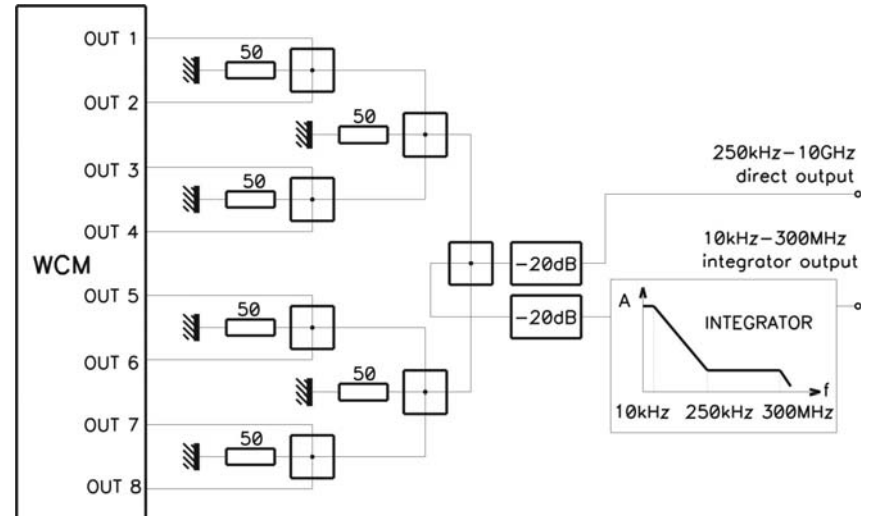 OUT 1
50
OUT 2
50
OUT 3
50
OUT 4
WCM
OUT 5
50
OUT 6
50
OUT 7
50
OUT 8
250kHz-10GHz
direct output
-20dB
10kHz-300MHz
integrator output
-20dB
A
INTEGRATOR
f
10kHz 250kHz 300MHz